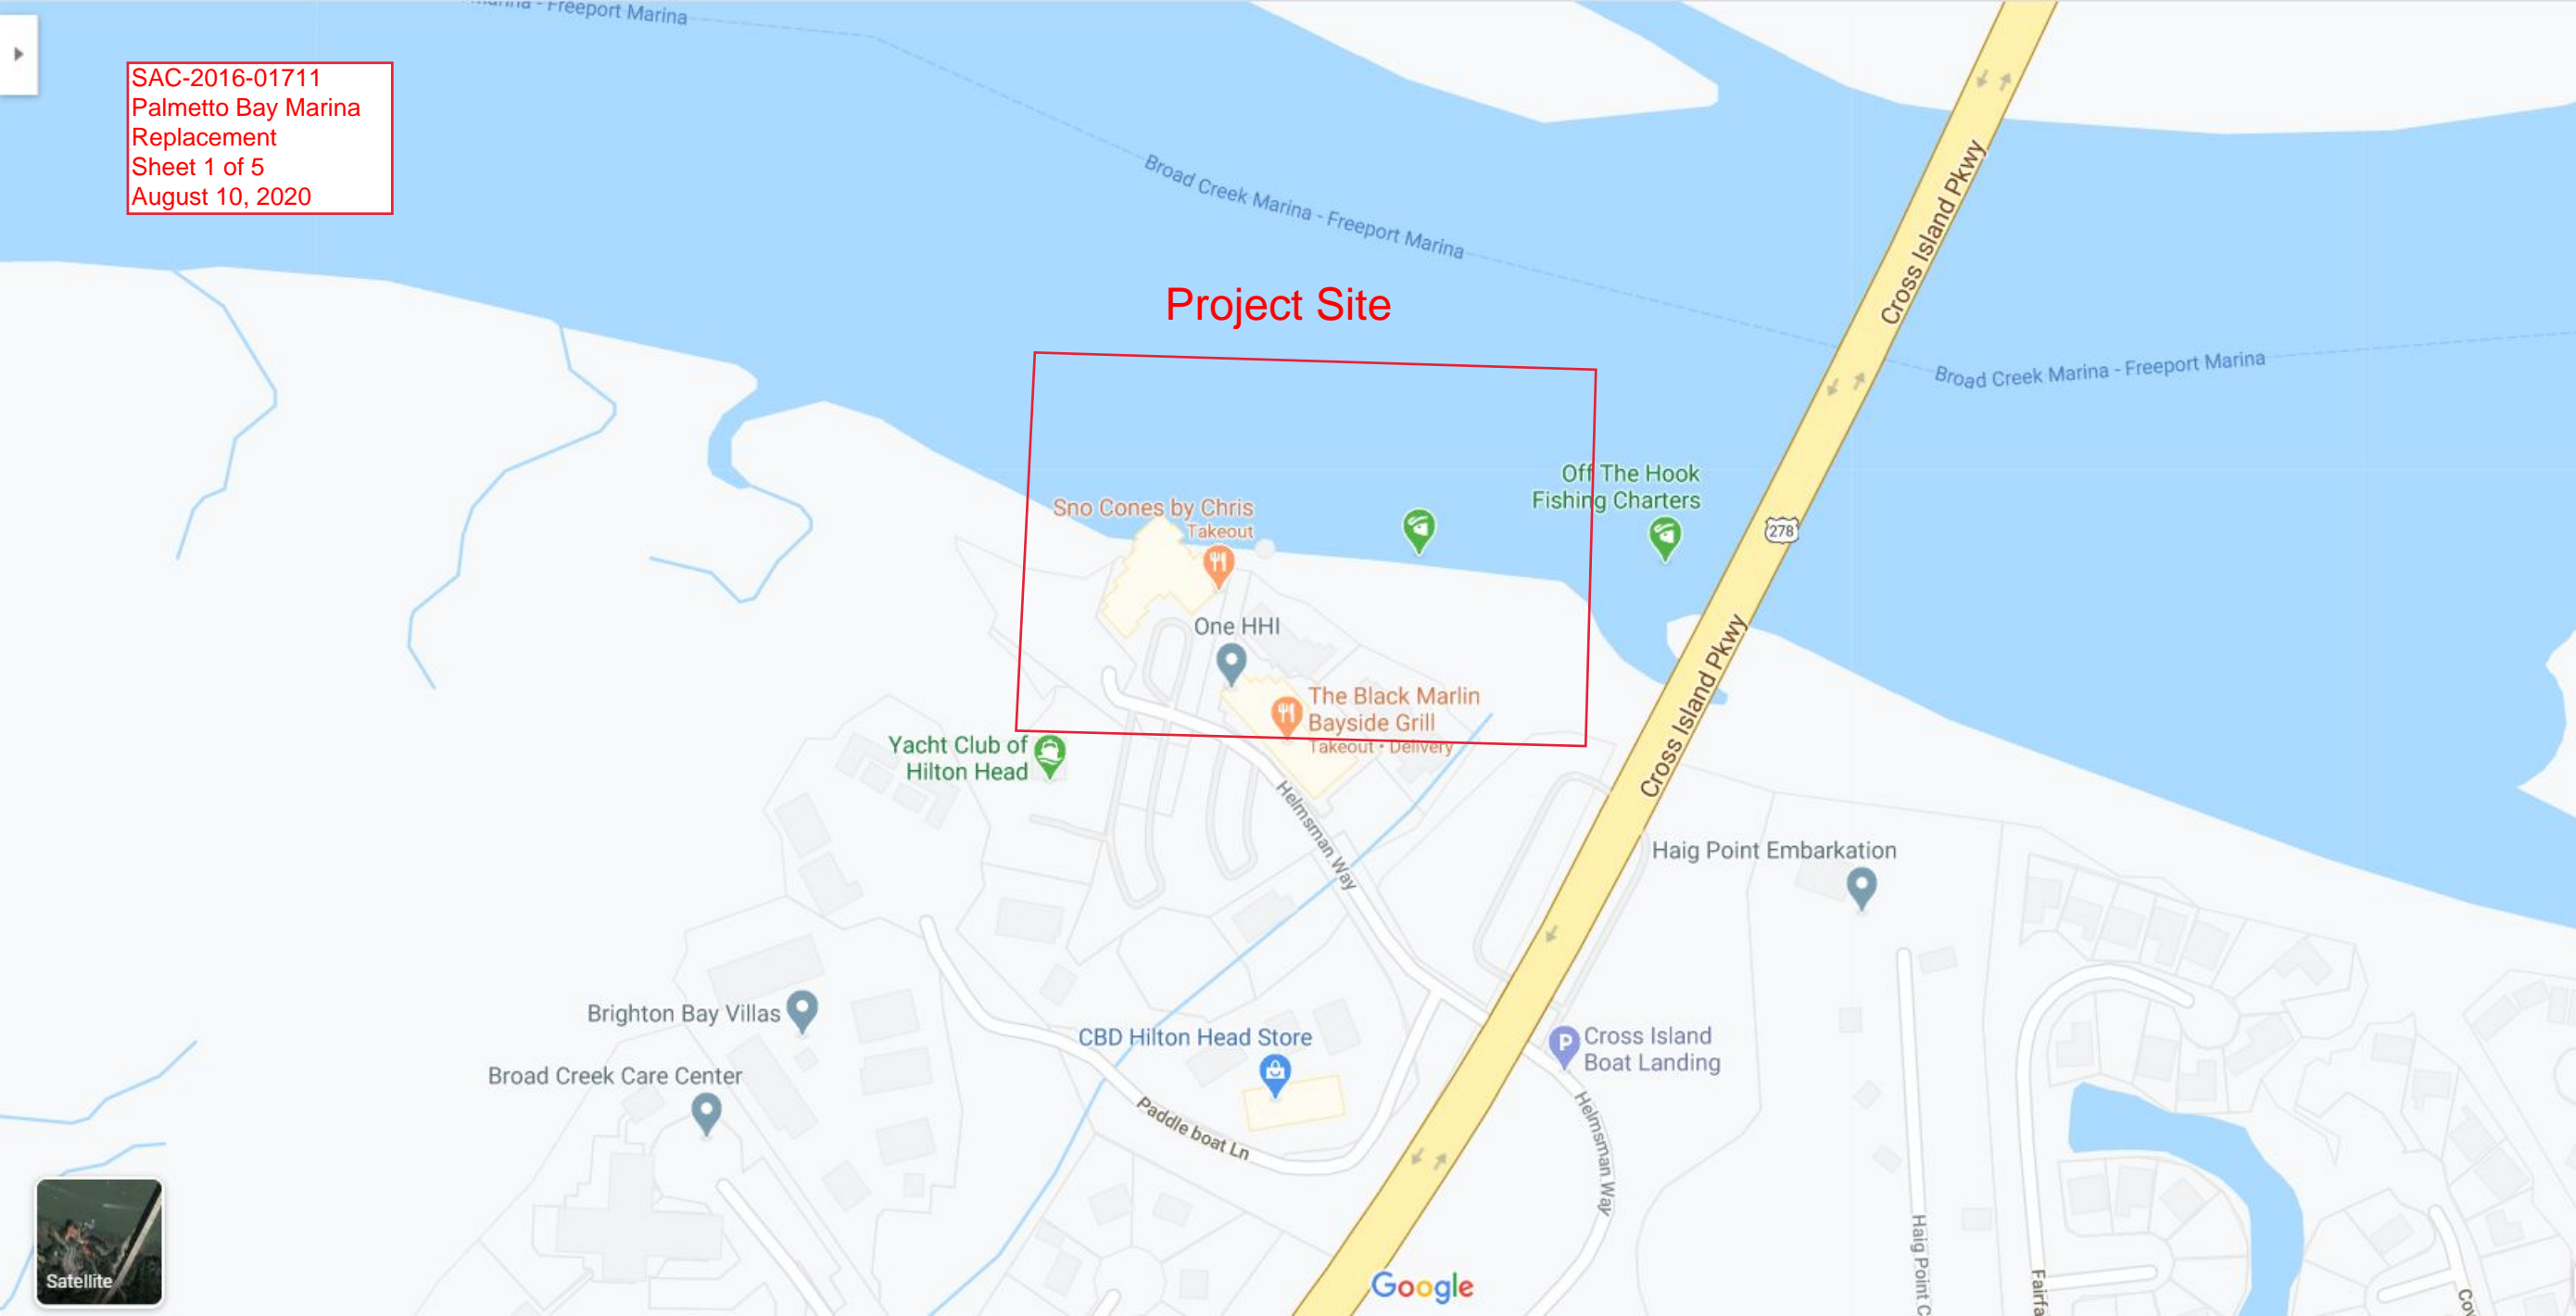 Freeport Marina
SAC-2016-01711
Palmetto Bay Marina
Replacement
Sheet 1 of 5
August 10, 2020
Broad Creek Marina - Freeport Marina
Cross Island Pkwy
Project Site
Broad Creek Marina - Freeport Marina
Off The Hook
Fishing Charters
Sno Cones by Chris
Takeout
278
One HHI
The Black Marlin
Bayside Grill
Takeout • Delivery
Cross Island Pkwy
Yacht Club of
Hilton Head
Helmsman Way
Haig Point Embarkation
Brighton Bay Villas
CBD Hilton Head Store
P
Cross Island
Boat Landing
Broad Creek Care Center
Paddle boat Ln
Helmsman Way
Haig Point C
Fairfa
Satellite
Google